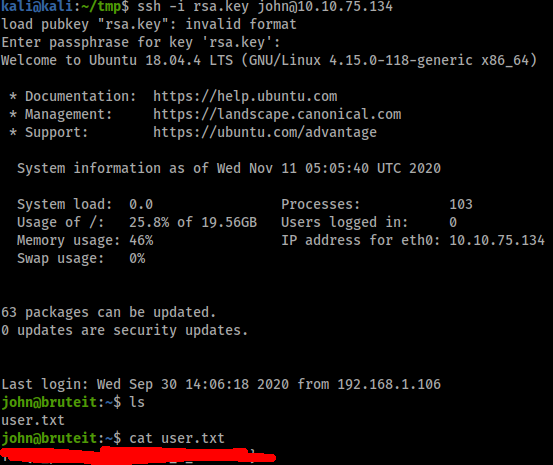 kali@kali:~/tmp$ ssh -i rsa.key john@10.10.75.134
load pubkey "rsa.key": invalid format
Enter passphrase for key 'rsa.key':
Welcome to Ubuntu 18.04.4 LTS (GNU/Linux 4.15.0-118-generic x86_64)
* Documentation:  https://help.ubuntu.com
* Management:     https://landscape.canonical.com
* Support:        https://ubuntu.com/advantage
System information as of Wed Nov 11 05:05:40 UTC 2020
System load:  0.0                Processes:           103
Usage of /:   25.8% of 19.56GB   Users logged in:     0
Memory usage: 46%                IP address for eth0: 10.10.75.134
Swap usage:   0%
63 packages can be updated.
0 updates are security updates.
Last login: Wed Sep 30 14:06:18 2020 from 192.168.1.106
john@bruteit:~$ ls
user.txt
john@bruteit:~$ cat user.txt